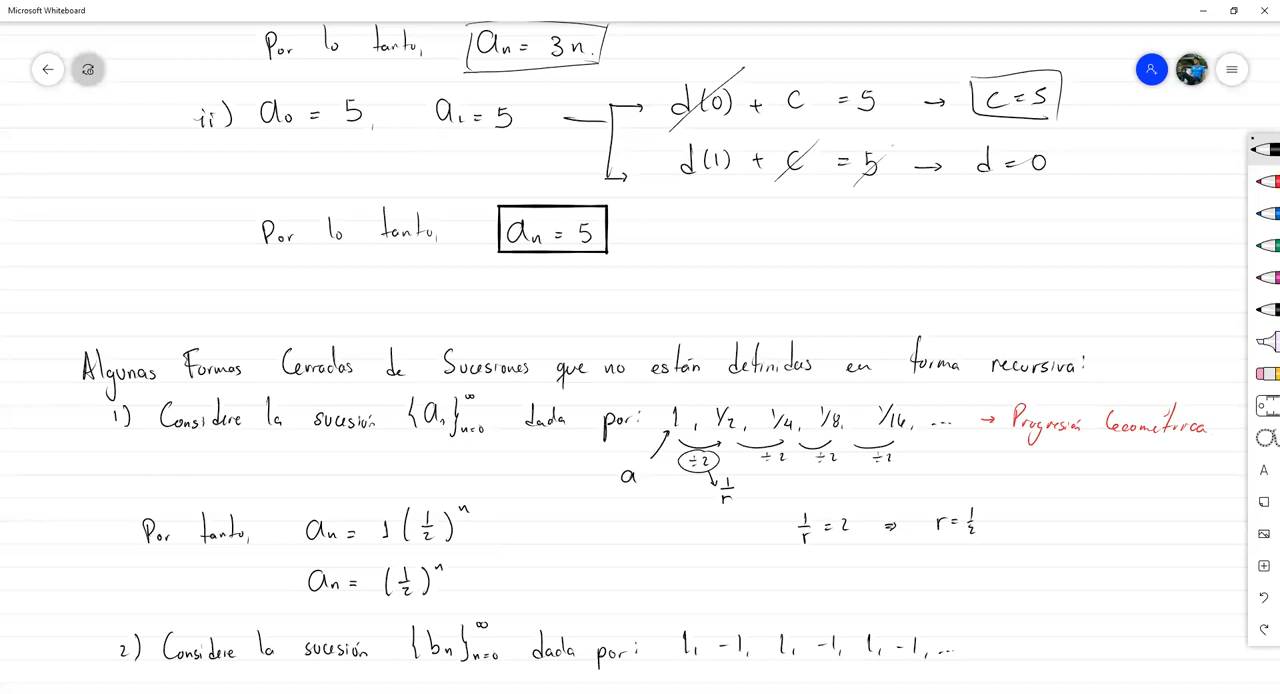 Microsoft Whiteboard
Por lo tanto, an = 3n.
ii) a0 = 5, a1 = 5 → d(0) + c = 5 → c = 5
→ d(1) + c = 5 → d = 0
Por lo tanto, an = 5
Algunas Formas Cerradas de Sucesiones que no están definidas en forma recursiva:
1) Considere la sucesión {an}∞n=0 dada por: 1, 1/2, 1/4, 1/8, 1/16, ... → Progresión Geométrica
a ÷2 ÷2 ÷2 ÷2
1/r
Por tanto, an = 1(1/2)^n 1/r = 2 ⇒ r = 1/2
an = (1/2)^n
2) Considere la sucesión {bn}∞n=0 dada por: 1, -1, 1, -1, 1, -1, ...
A